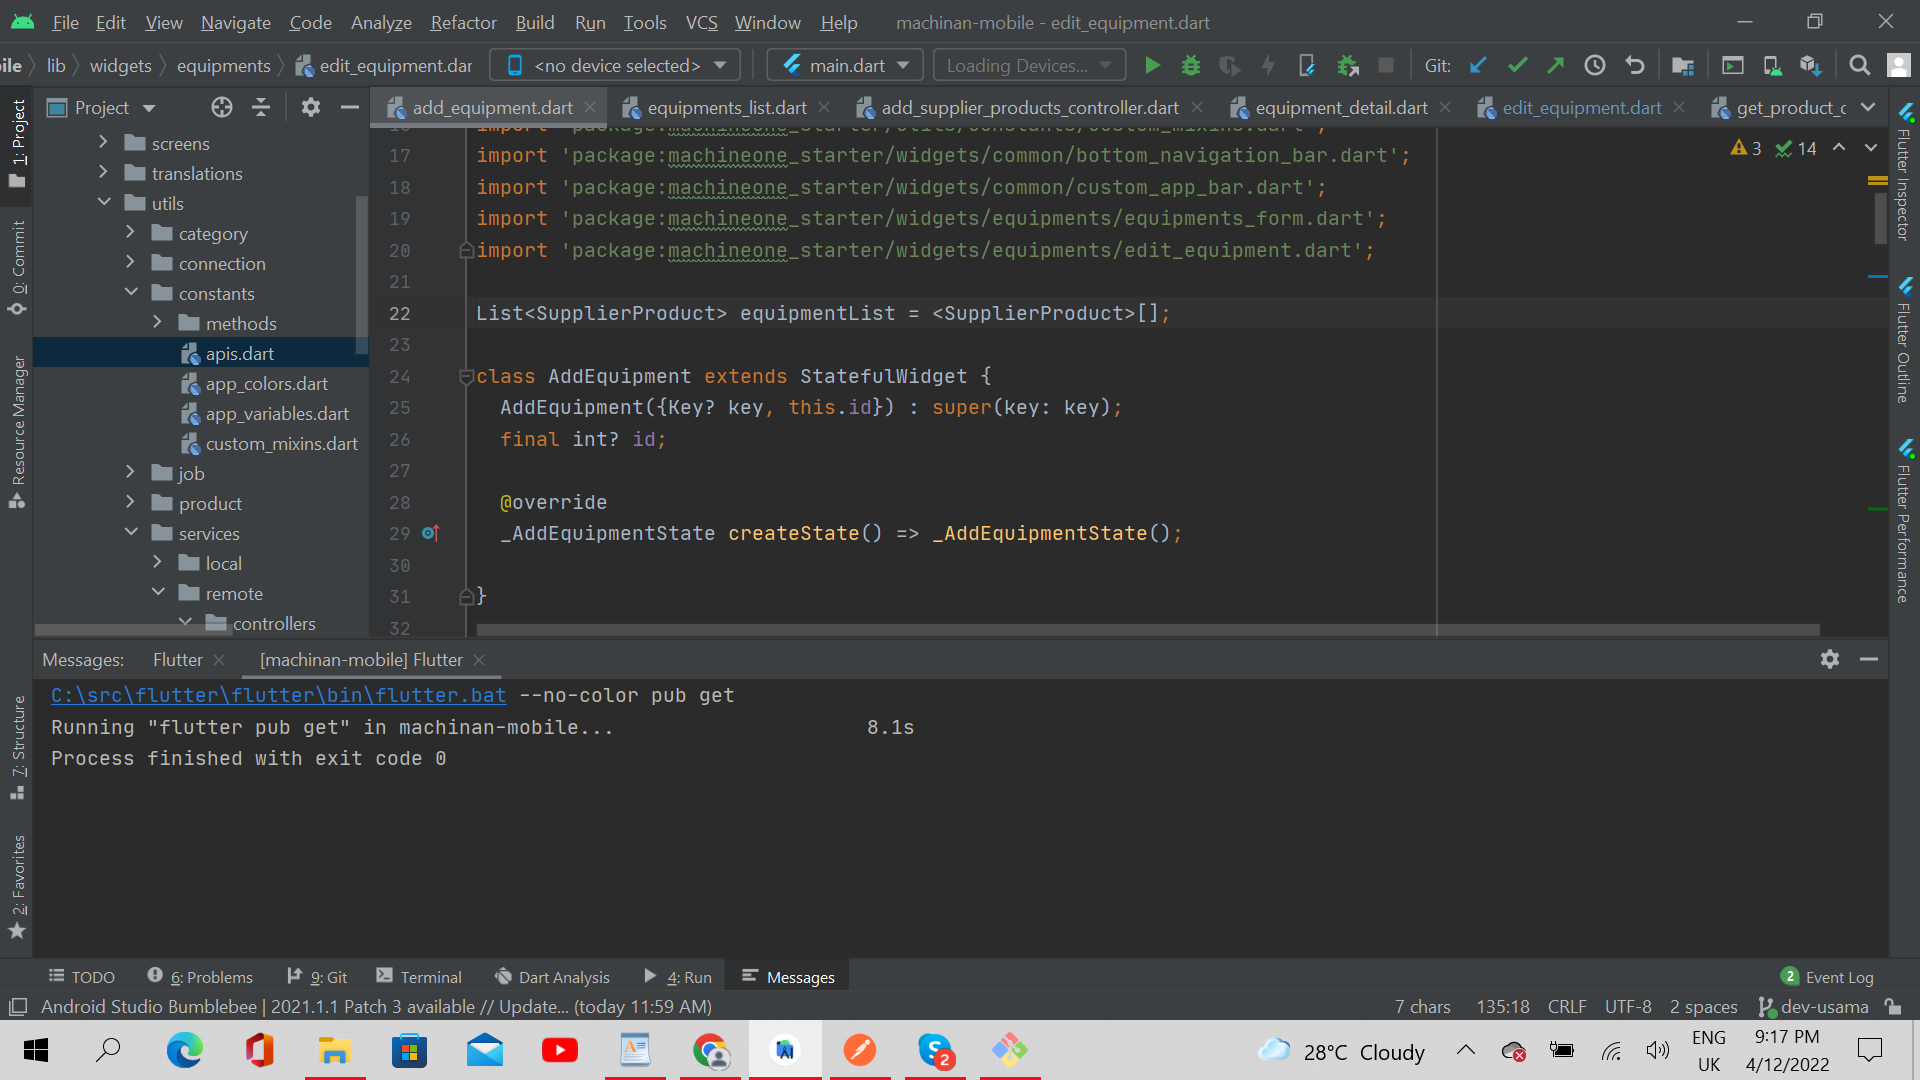 File Edit View Navigate Code Analyze Refactor Build Run Tools VCS Window Help machinan-mobile - edit_equipment.dart
bile lib widgets equipments edit_equipment.dar <no device selected> main.dart Loading Devices... Git:
1: Project
0: Commit
Resource Manager
7: Structure
2: Favorites
Project
screens
translations
utils
category
connection
constants
methods
apis.dart
app_colors.dart
app_variables.dart
custom_mixins.dart
job
product
services
local
remote
controllers
add_equipment.dart equipments_list.dart add_supplier_products_controller.dart equipment_detail.dart edit_equipment.dart get_product_c
3 14
16 import 'package:machineone_starter/utils/constants/custom_mixins.dart';
17 import 'package:machineone_starter/widgets/common/bottom_navigation_bar.dart';
18 import 'package:machineone_starter/widgets/common/custom_app_bar.dart';
19 import 'package:machineone_starter/widgets/equipments/equipments_form.dart';
20 import 'package:machineone_starter/widgets/equipments/edit_equipment.dart';
21
22 List<SupplierProduct> equipmentList = <SupplierProduct>[];
23
24 class AddEquipment extends StatefulWidget {
25 AddEquipment({Key? key, this.id}) : super(key: key);
26 final int? id;
27
28 @override
29 _AddEquipmentState createState() => _AddEquipmentState();
30
31 }
32
Flutter Inspector
Flutter Outline
Flutter Performance
Messages: Flutter [machinan-mobile] Flutter
C:\src\flutter\flutter\bin\flutter.bat --no-color pub get
Running "flutter pub get" in machinan-mobile... 8.1s
Process finished with exit code 0
TODO 6: Problems 9: Git Terminal Dart Analysis 4: Run Messages 2 Event Log
Android Studio Bumblebee | 2021.1.1 Patch 3 available // Update... (today 11:59 AM) 7 chars 135:18 CRLF UTF-8 2 spaces dev-usama
2 28°C Cloudy ENG UK 9:17 PM 4/12/2022